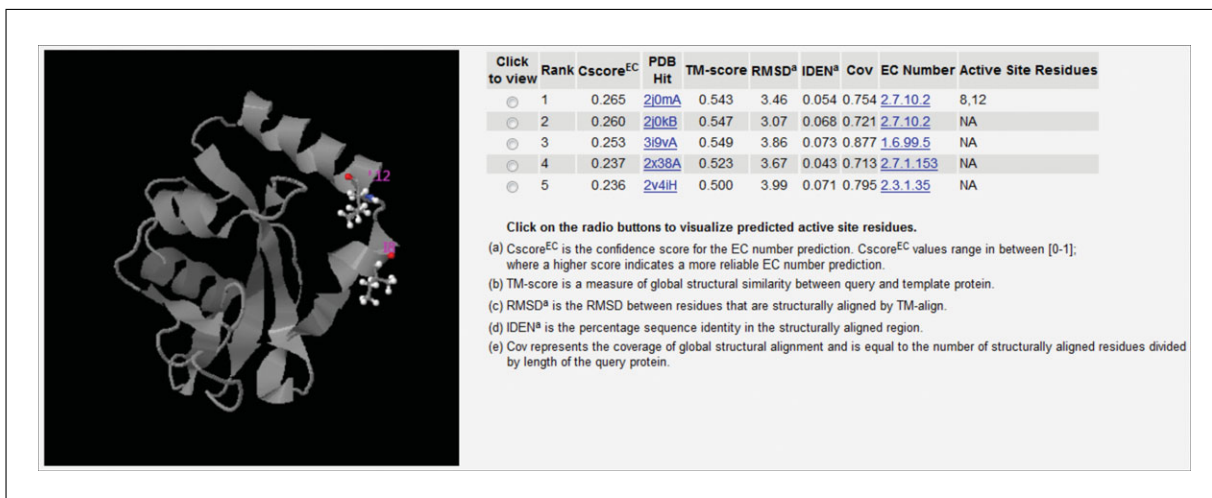 Click to view Rank Cscore^EC PDB Hit TM-score RMSD^a IDEN^a Cov EC Number Active Site Residues
1 0.265 2j0mA 0.543 3.46 0.054 0.754 2.7.10.2 8,12
2 0.260 2j0kB 0.547 3.07 0.068 0.721 2.7.10.2 NA
3 0.253 3i9vA 0.549 3.86 0.073 0.877 1.6.99.5 NA
4 0.237 2x38A 0.523 3.67 0.043 0.713 2.7.1.153 NA
5 0.236 2v4iH 0.500 3.99 0.071 0.795 2.3.1.35 NA
Click on the radio buttons to visualize predicted active site residues.
(a) Cscore^EC is the confidence score for the EC number prediction. Cscore^EC values range in between [0-1];
where a higher score indicates a more reliable EC number prediction.
(b) TM-score is a measure of global structural similarity between query and template protein.
(c) RMSD^a is the RMSD between residues that are structurally aligned by TM-align.
(d) IDEN^a is the percentage sequence identity in the structurally aligned region.
(e) Cov represents the coverage of global structural alignment and is equal to the number of structurally aligned residues divided
by length of the query protein.